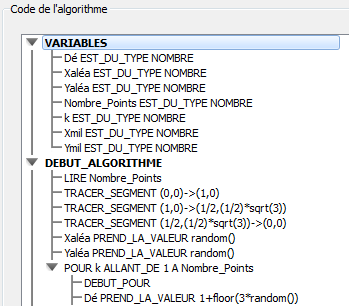 Code de l'algorithme
VARIABLES
Dé EST_DU_TYPE NOMBRE
Xaléa EST_DU_TYPE NOMBRE
Yaléa EST_DU_TYPE NOMBRE
Nombre_Points EST_DU_TYPE NOMBRE
k EST_DU_TYPE NOMBRE
Xmil EST_DU_TYPE NOMBRE
Ymil EST_DU_TYPE NOMBRE
DEBUT_ALGORITHME
LIRE Nombre_Points
TRACER_SEGMENT (0,0)->(1,0)
TRACER_SEGMENT (1,0)->(1/2,(1/2)*sqrt(3))
TRACER_SEGMENT (1/2,(1/2)*sqrt(3))->(0,0)
Xaléa PREND_LA_VALEUR random()
Yaléa PREND_LA_VALEUR random()
POUR k ALLANT_DE 1 A Nombre_Points
DEBUT_POUR
Dé PREND_LA_VALEUR 1+floor(3*random())